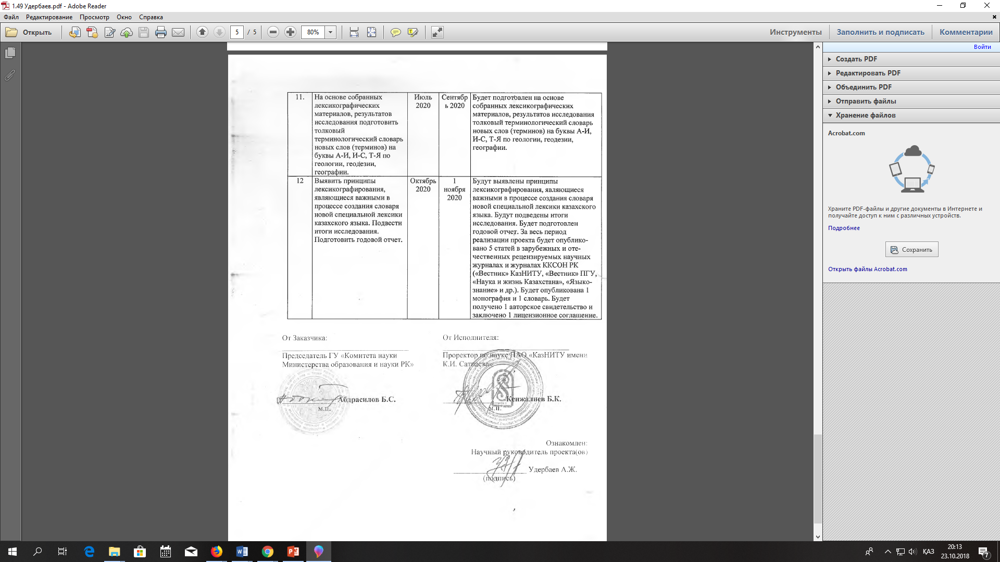 1.49 Удербаев.pdf - Adobe Reader
Файл Редактирование Просмотр Окно Справка
Открыть 5 / 5 80% Инструменты Заполнить и подписать Комментарии
Войти
Создать PDF
Редактировать PDF
Объединить PDF
Отправить файлы
Хранение файлов
Acrobat.com
Храните PDF-файлы и другие документы в Интернете и
получайте доступ к ним с различных устройств.
Подробнее
Сохранить
Открыть файлы Acrobat.com
11.
На основе собранных
лексикографических
материалов, результатов
исследования подготовить
толковый
терминологический словарь
новых слов (терминов) на
буквы А-И, И-С, Т-Я по
геологии, геодезии,
географии.
Июль
2020
Сентябр
ь 2020
Будет подготовлен на основе
собранных лексикографических
материалов, результатов исследования
толковый терминологический словарь
новых слов (терминов) на буквы А-И,
И-С, Т-Я по геологии, геодезии,
географии.
12
Выявить принципы
лексикографирования,
являющиеся важными в
процессе создания словаря
новой специальной лексики
казахского языка. Подвести
итоги исследования.
Подготовить годовой отчет.
Октябрь
2020
1
ноября
2020
Будут выявлены принципы
лексикографирования, являющиеся
важными в процессе создания словаря
новой специальной лексики казахского
языка. Будут подведены итоги
исследования. Будет подготовлен
годовой отчет. За весь период
реализации проекта будет опублико-
вано 5 статей в зарубежных и оте-
чественных рецензируемых научных
журналах и журналах ККСОН РК
(«Вестник» КазНИТУ, «Вестник» ПГУ,
«Наука и жизнь Казахстана», «Языко-
знание» и др.). Будет опубликована 1
монография и 1 словарь. Будет
получено 1 авторское свидетельство и
заключено 1 лицензионное соглашение.
От Заказчика:
Председатель ГУ «Комитета науки
Министерства образования и науки РК»
Абдрасилов Б.С.
м.п.
От Исполнителя:
Проректор по науке НАО «КазНИТУ имени
К.И. Сатпаева»
Кенжалиев Б.К.
м.п.
Ознакомлен:
Научный руководитель проекта(ов)
Удербаев А.Ж.
(подпись)
ҚАЗ
20:13
23.10.2018
7